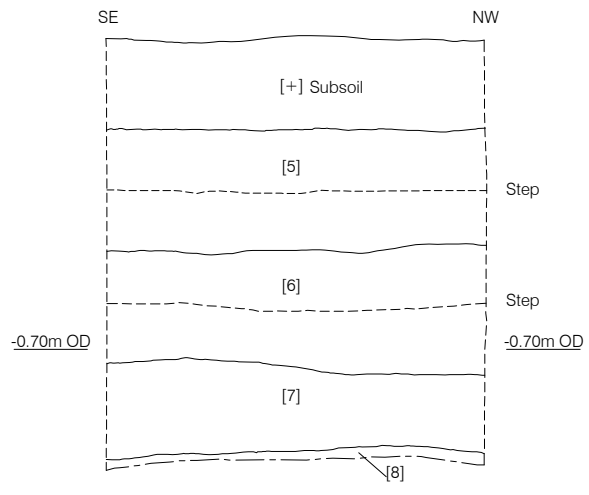 SE
NW
[+] Subsoil
[5]
Step
[6]
Step
-0.70m OD
-0.70m OD
[7]
[8]